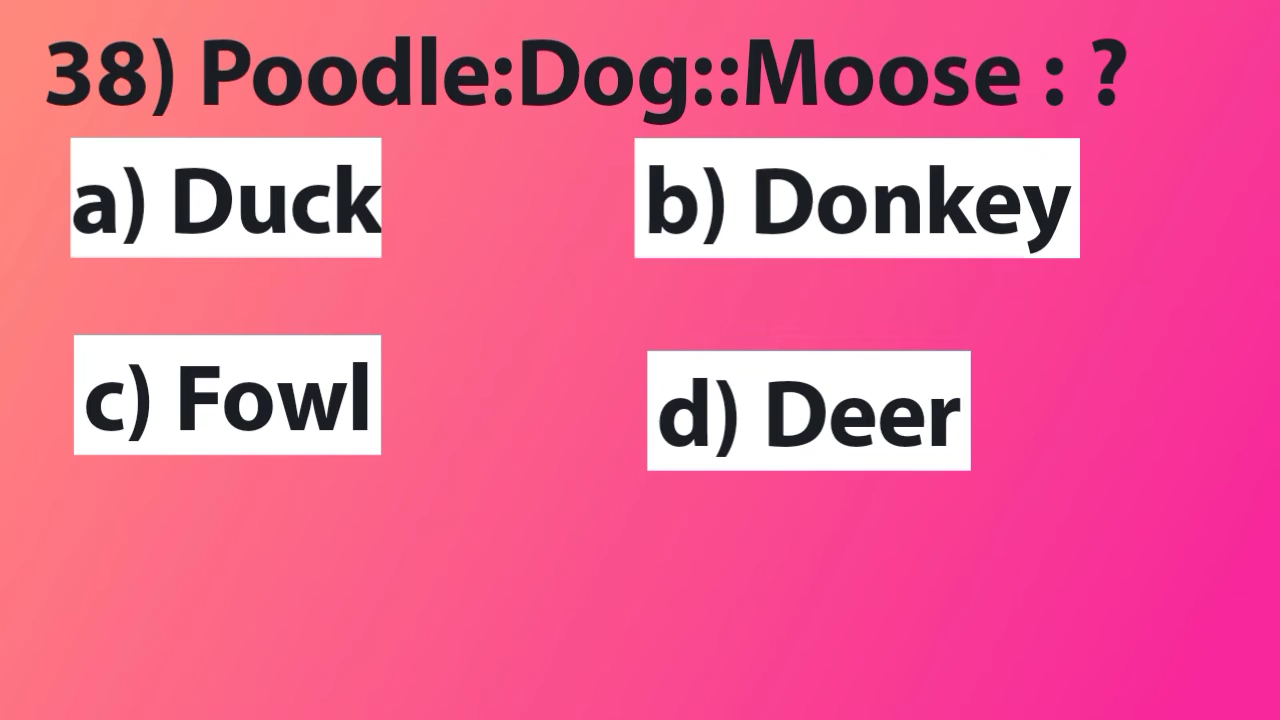 38) Poodle:Dog::Moose : ?
a) Duck
b) Donkey
c) Fowl
d) Deer